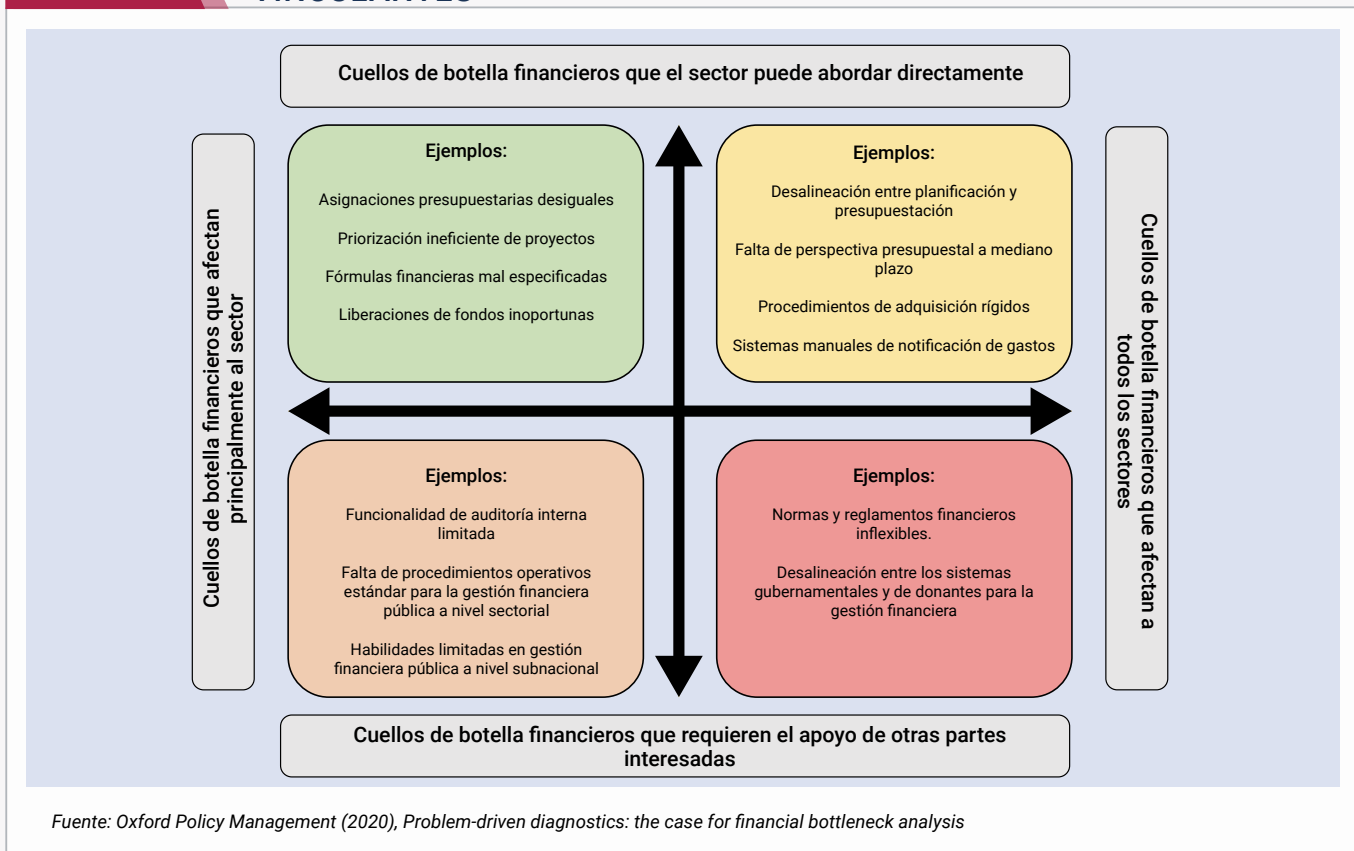 Cuellos de botella financieros que el sector puede abordar directamente
Cuellos de botella financieros que afectan
principalmente al sector
Ejemplos:
Asignaciones presupuestarias desiguales
Priorización ineficiente de proyectos
Fórmulas financieras mal especificadas
Liberaciones de fondos inoportunas
Ejemplos:
Desalineación entre planificación y
presupuestación
Falta de perspectiva presupuestal a mediano
plazo
Procedimientos de adquisición rígidos
Sistemas manuales de notificación de gastos
Cuellos de botella financieros que afectan a
todos los sectores
Ejemplos:
Funcionalidad de auditoría interna
limitada
Falta de procedimientos operativos
estándar para la gestión financiera
pública a nivel sectorial
Habilidades limitadas en gestión
financiera pública a nivel subnacional
Ejemplos:
Normas y reglamentos financieros
inflexibles.
Desalineación entre los sistemas
gubernamentales y de donantes para la
gestión financiera
Cuellos de botella financieros que requieren el apoyo de otras partes
interesadas
Fuente: Oxford Policy Management (2020), Problem-driven diagnostics: the case for financial bottleneck analysis